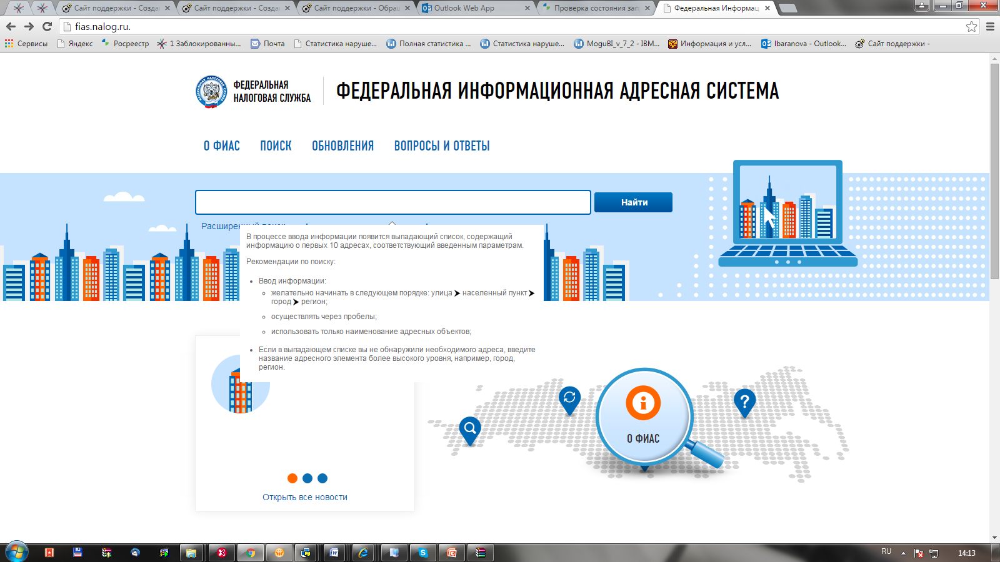 Сайт поддержки - Созда
Сайт поддержки - Созда
Сайт поддержки - Обра
Outlook Web App
Проверка состояния зап
Федеральная Информац
fias.nalog.ru.
Сервисы
Яндекс
Росреестр
1 Заблокированны...
Почта
Статистика наруше...
Полная статистика ...
Статистика наруше...
MoguBI_v_7_2 - IBM...
Информация и усл...
Ibaranova - Outlook...
Сайт поддержки -
ФЕДЕРАЛЬНАЯ
НАЛОГОВАЯ СЛУЖБА
ФЕДЕРАЛЬНАЯ ИНФОРМАЦИОННАЯ АДРЕСНАЯ СИСТЕМА
О ФИАС
ПОИСК
ОБНОВЛЕНИЯ
ВОПРОСЫ И ОТВЕТЫ
Найти
В процессе ввода информации появится выпадающий список, содержащий
информацию о первых 10 адресах, соответствующий введенным параметрам.
Рекомендации по поиску:
Ввод информации:
желательно начинать в следующем порядке: улица ➤ населенный пункт ➤
город ➤ регион;
осуществлять через пробелы;
использовать только наименование адресных объектов;
Если в выпадающем списке вы не обнаружили необходимого адреса, введите
название адресного элемента более высокого уровня, например, город,
регион.
О ФИАС
Открыть все новости
RU
14:13